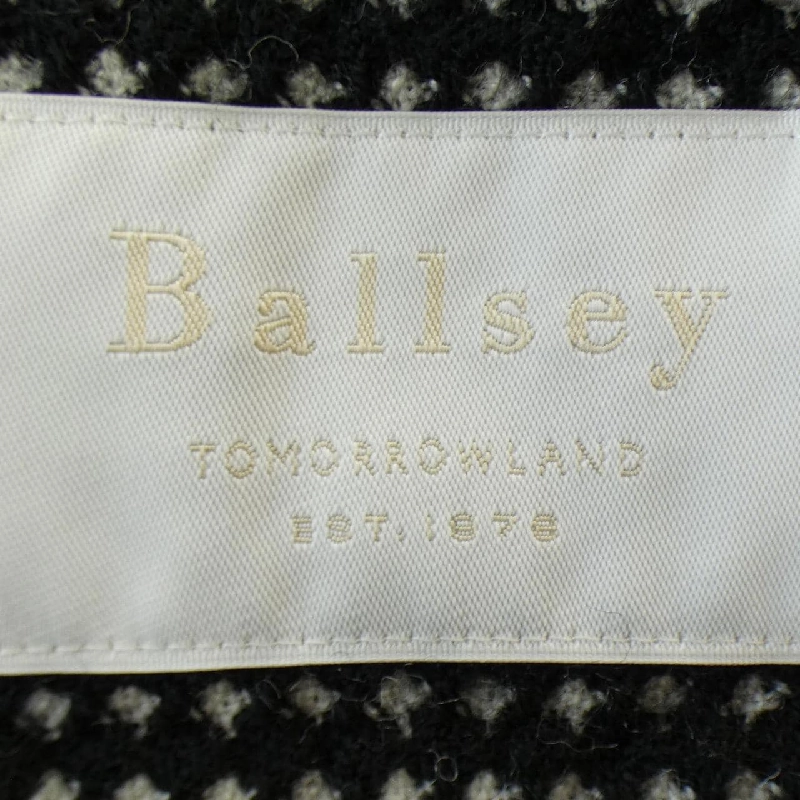 Ballsey
TOMORROWLAND
EST. 1978